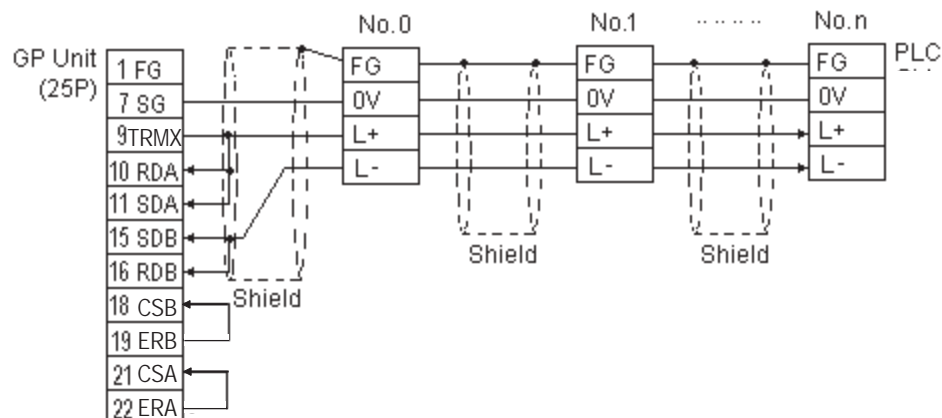 No.0
No.1
........
No.n
GP Unit
(25P)
1 FG
7 SG
9TRMX
10 RDA
11 SDA
15 SDB
16 RDB
18 CSB
19 ERB
21 CSA
22 ERA
Shield
FG
0V
L+
L-
Shield
FG
0V
L+
L-
Shield
FG
0V
L+
L-
PLC